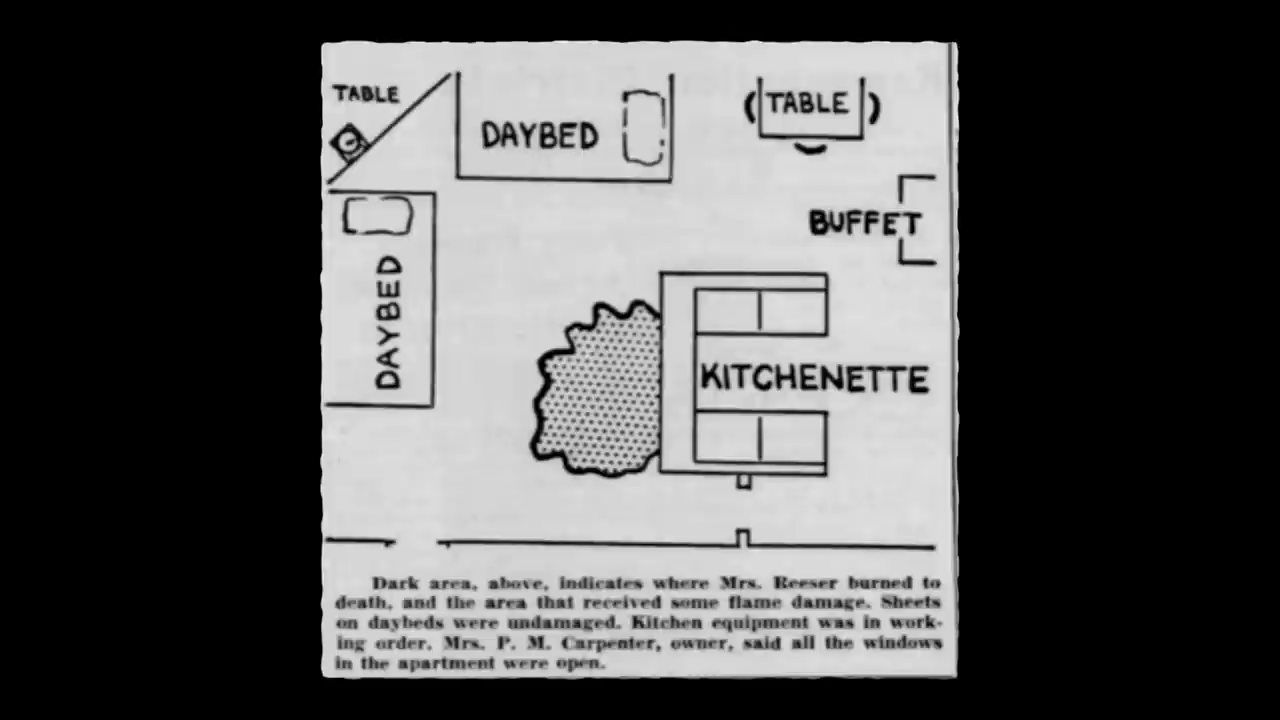 TABLE
DAYBED
TABLE
BUFFET
DAYBED
KITCHENETTE
Dark area, above, indicates where Mrs. Reeser burned to
death, and the area that received some flame damage. Sheets
on daybeds were undamaged. Kitchen equipment was in work-
ing order. Mrs. P. M. Carpenter, owner, said all the windows
in the apartment were open.